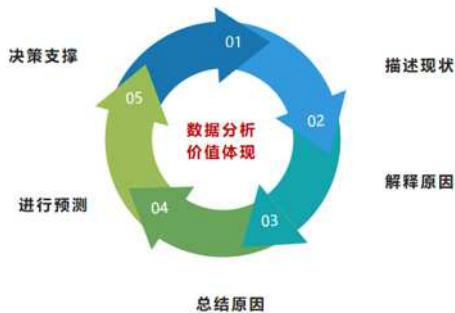 01
决策支撑
描述现状
05
02
数据分析
价值体现
解释原因
进行预测
04
03
总结原因